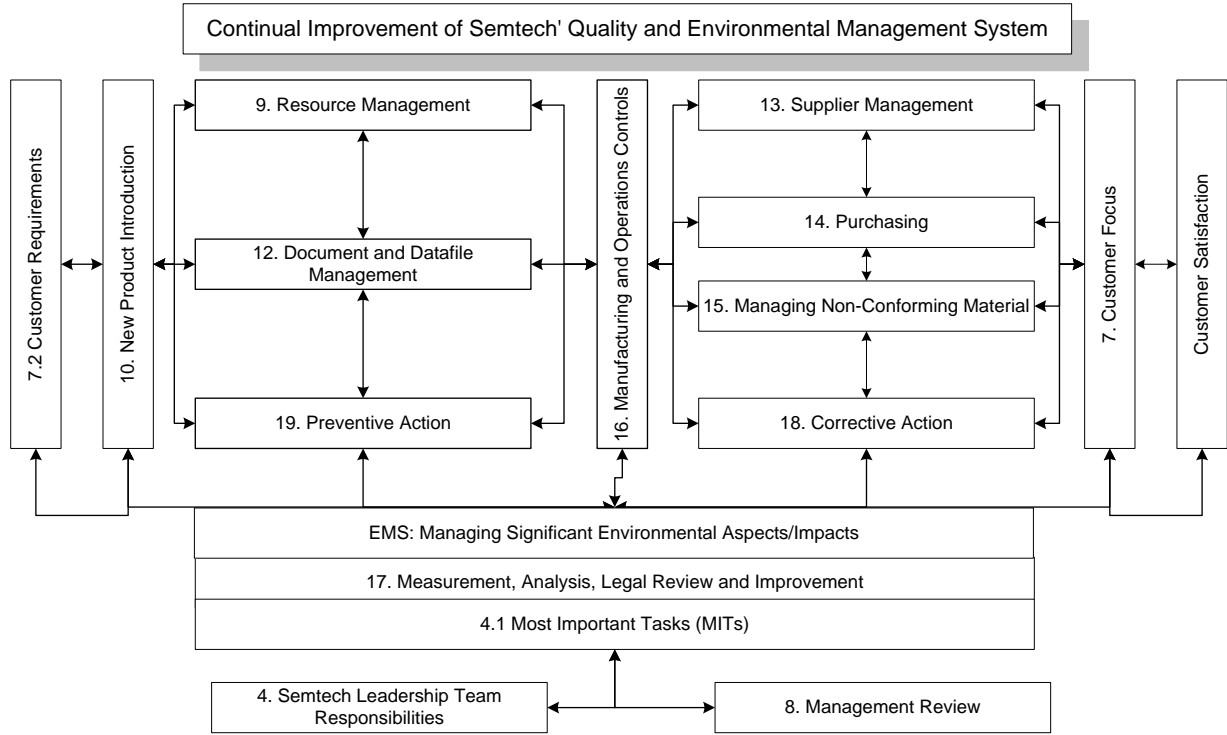 Continual Improvement of Semtech' Quality and Environmental Management System
7.2 Customer Requirements
10. New Product Introduction
9. Resource Management
12. Document and Datafile
Management
19. Preventive Action
16. Manufacturing and Operations Controls
13. Supplier Management
14. Purchasing
15. Managing Non-Conforming Material
18. Corrective Action
7. Customer Focus
Customer Satisfaction
EMS: Managing Significant Environmental Aspects/Impacts
17. Measurement, Analysis, Legal Review and Improvement
4.1 Most Important Tasks (MITs)
4. Semtech Leadership Team
Responsibilities
8. Management Review